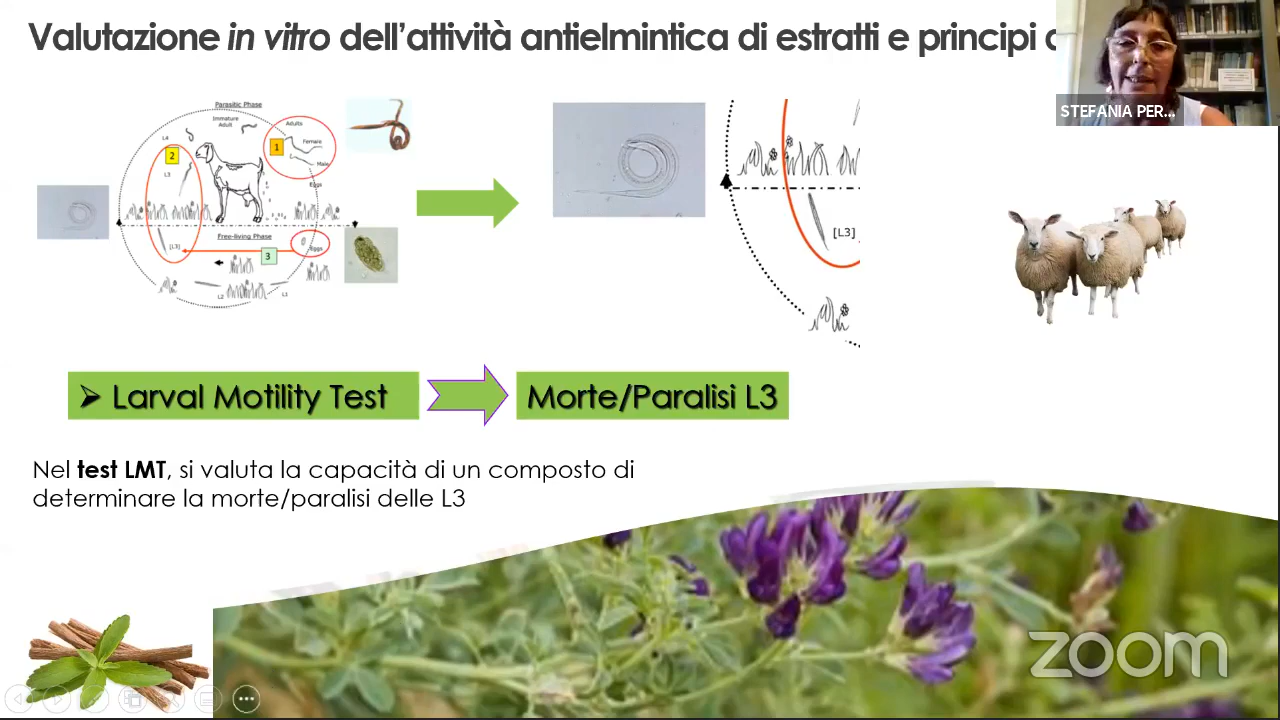 Valutazione in vitro dell'attività antielmintica di estratti e principi
STEFANIA PER...
Parasitic Phase
Immature
Adult
Adults
Female
Male
Eggs
L4
L3
1
2
[L3]
Free-living Phase
Eggs
3
L2
L1
[L3]
➢ Larval Motility Test
Morte/Paralisi L3
Nel test LMT, si valuta la capacità di un composto di
determinare la morte/paralisi delle L3
zoom